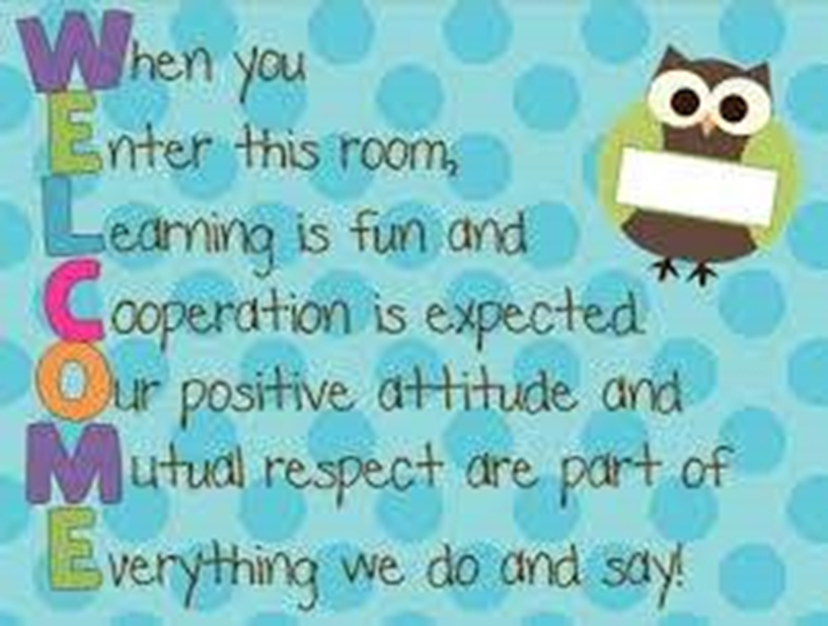 When you
Enter this room,
Learning is fun and
Cooperation is expected.
Our positive attitude and
Mutual respect are part of
Everything we do and say!